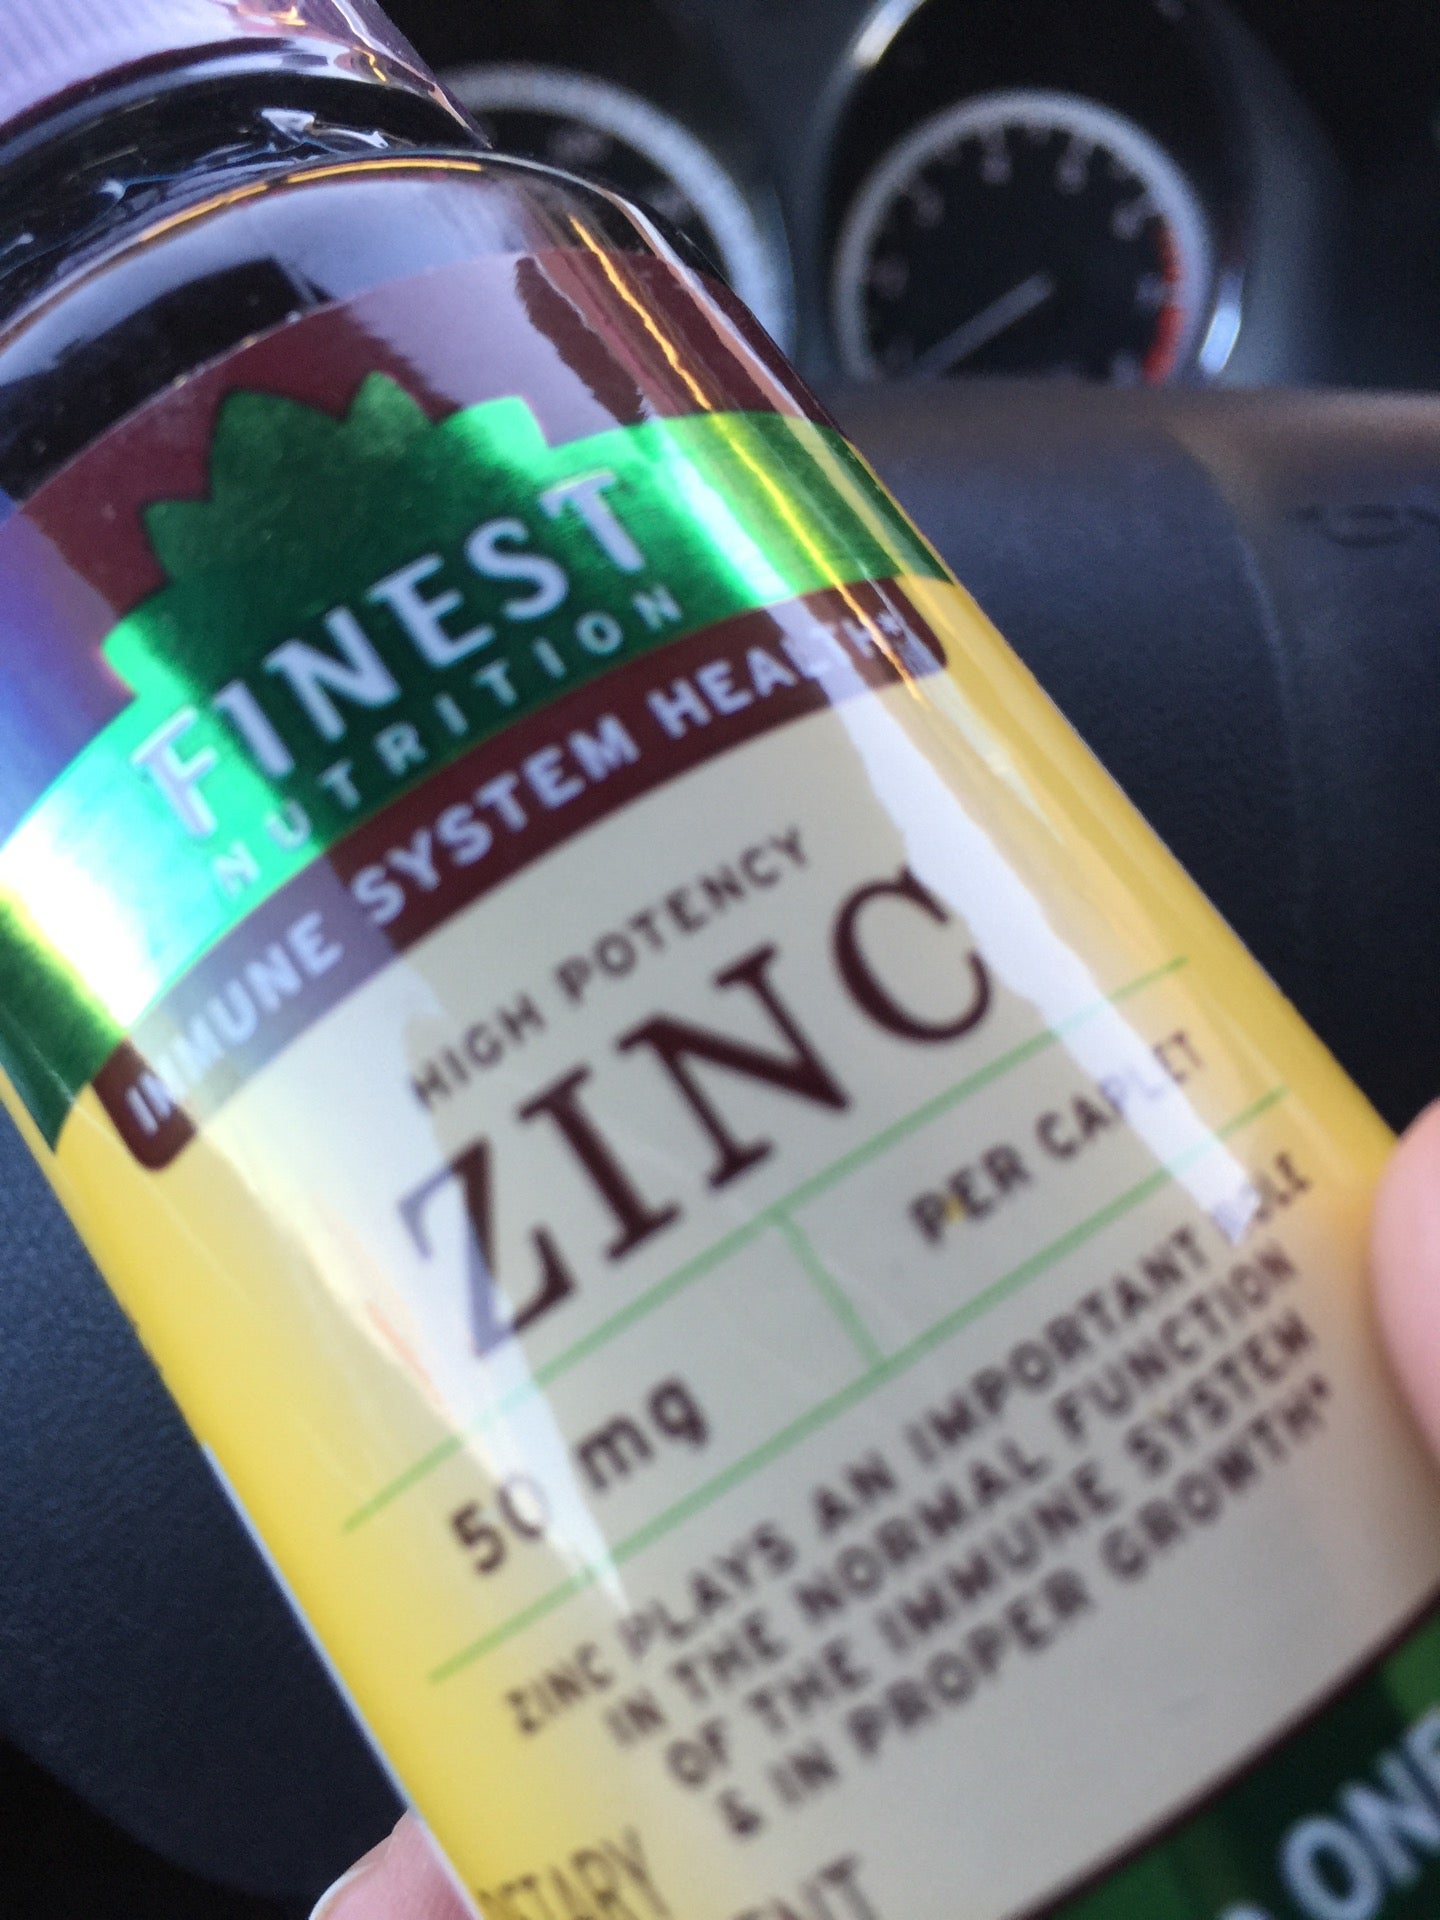 FINEST
NUTRITION
IMMUNE SYSTEM HEALTH*
HIGH POTENCY
ZINC
50 mg
PER CAPLET
ZINC PLAYS AN IMPORTANT ROLE
IN THE NORMAL FUNCTION
OF THE IMMUNE SYSTEM
& IN PROPER GROWTH*